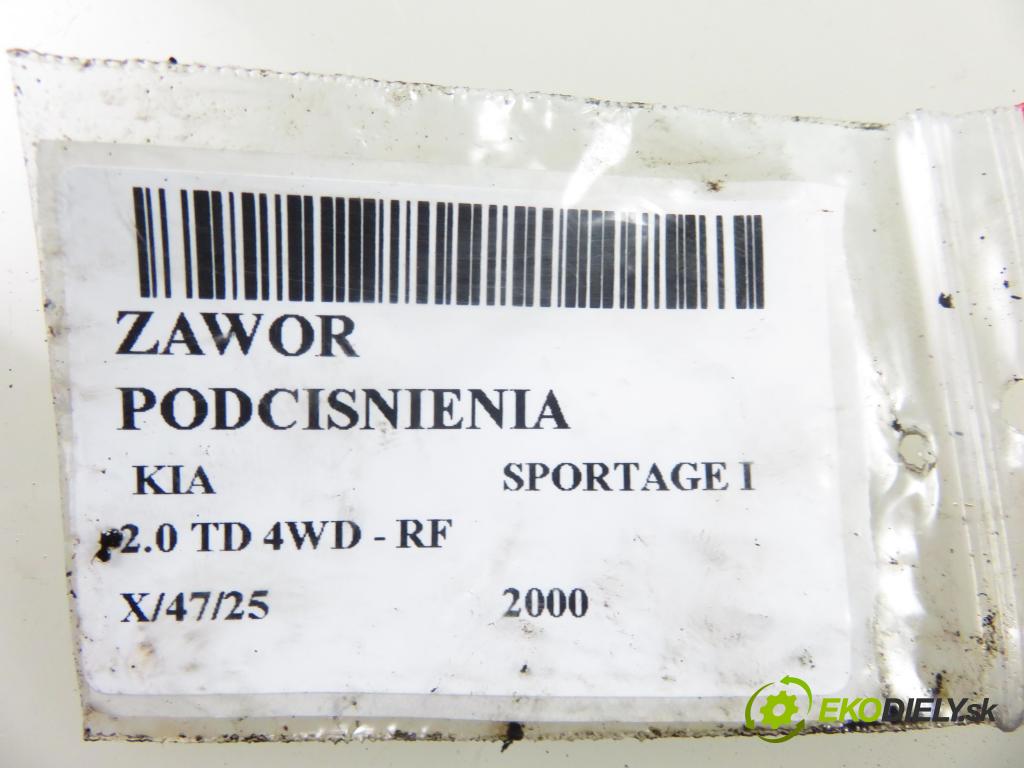 ZAWOR
PODCISNIENIA
KIA SPORTAGE I
2.0 TD 4WD - RF
X/47/25 2000
EKODIELY.sk